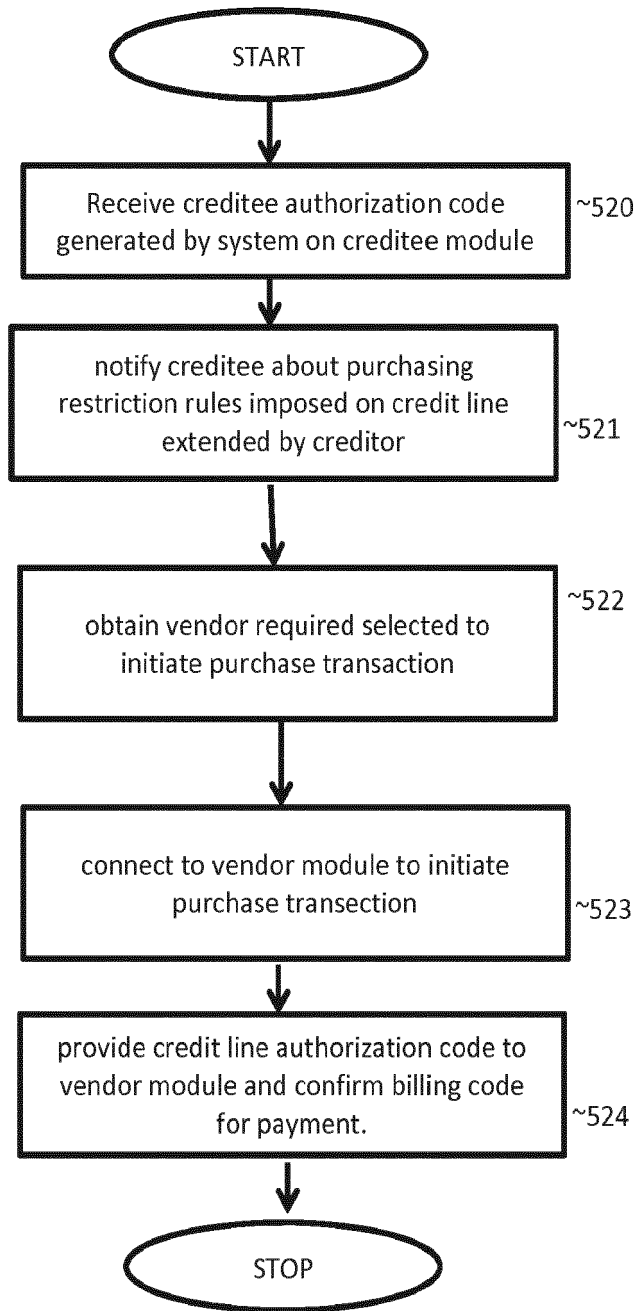 START
Receive creditee authorization code
generated by system on creditee module
~520
notify creditee about purchasing
restriction rules imposed on credit line
extended by creditor
~521
~522
obtain vendor required selected to
initiate purchase transaction
connect to vendor module to initiate
purchase transection
~523
provide credit line authorization code to
vendor module and confirm billing code
for payment.
~524
STOP